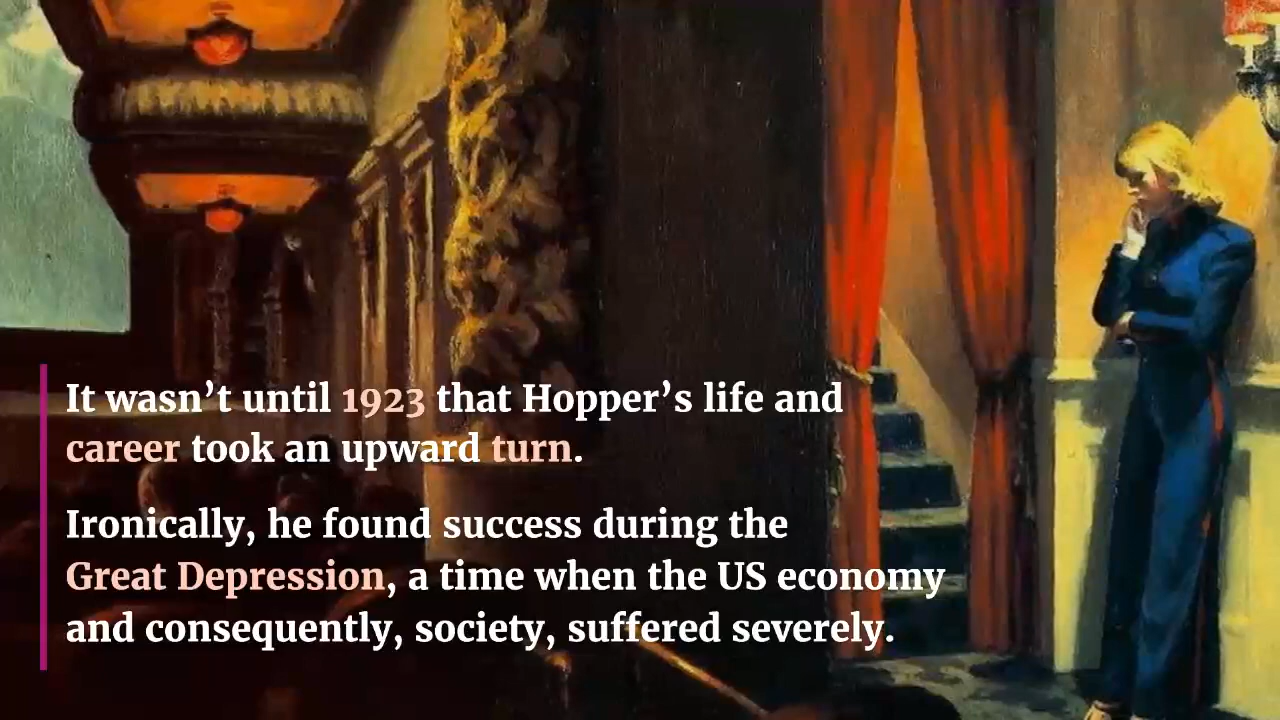 It wasn’t until 1923 that Hopper’s life and
career took an upward turn.
Ironically, he found success during the
Great Depression, a time when the US economy
and consequently, society, suffered severely.